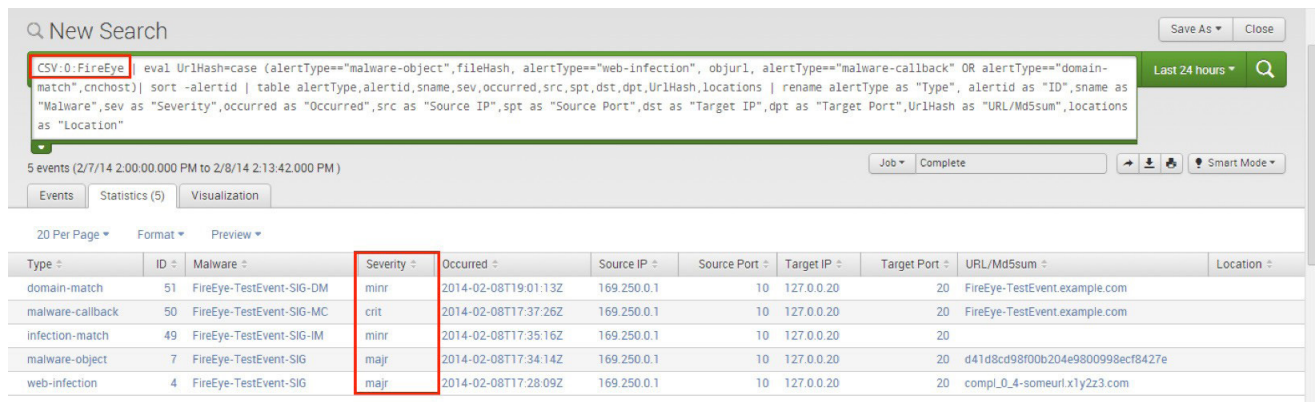 New Search
Save As Close
CSV:0:FireEye | eval UrlHash=case (alertType=="malware-object",fileHash, alertType=="web-infection", objurl, alertType=="malware-callback" OR alertType=="domain-
match",cnchost)| sort -alertid | table alertType,alertid,sname,sev,occurred,src,spt,dst,dpt,UrlHash,locations | rename alertType as "Type", alertid as "ID",sname as
"Malware",sev as "Severity",occurred as "Occurred",src as "Source IP",spt as "Source Port",dst as "Target IP",dpt as "Target Port",UrlHash as "URL/Md5sum",locations
as "Location"
Last 24 hours
5 events (2/7/14 2:00:00.000 PM to 2/8/14 2:13:42.000 PM )
Job Complete Smart Mode
Events Statistics (5) Visualization
20 Per Page Format Preview
Type ID Malware Severity Occurred Source IP Source Port Target IP Target Port URL/Md5sum Location
domain-match 51 FireEye-TestEvent-SIG-DM minr 2014-02-08T19:01:13Z 169.250.0.1 10 127.0.0.20 20 FireEye-TestEvent.example.com
malware-callback 50 FireEye-TestEvent-SIG-MC crit 2014-02-08T17:37:26Z 169.250.0.1 10 127.0.0.20 20 FireEye-TestEvent.example.com
infection-match 49 FireEye-TestEvent-SIG-IM minr 2014-02-08T17:35:16Z 169.250.0.1 10 127.0.0.20 20
malware-object 7 FireEye-TestEvent-SIG majr 2014-02-08T17:34:14Z 169.250.0.1 10 127.0.0.20 20 d41d8cd98f00b204e9800998ecf8427e
web-infection 4 FireEye-TestEvent-SIG majr 2014-02-08T17:28:09Z 169.250.0.1 10 127.0.0.20 20 compl_0_4-someurl.x1y2z3.com